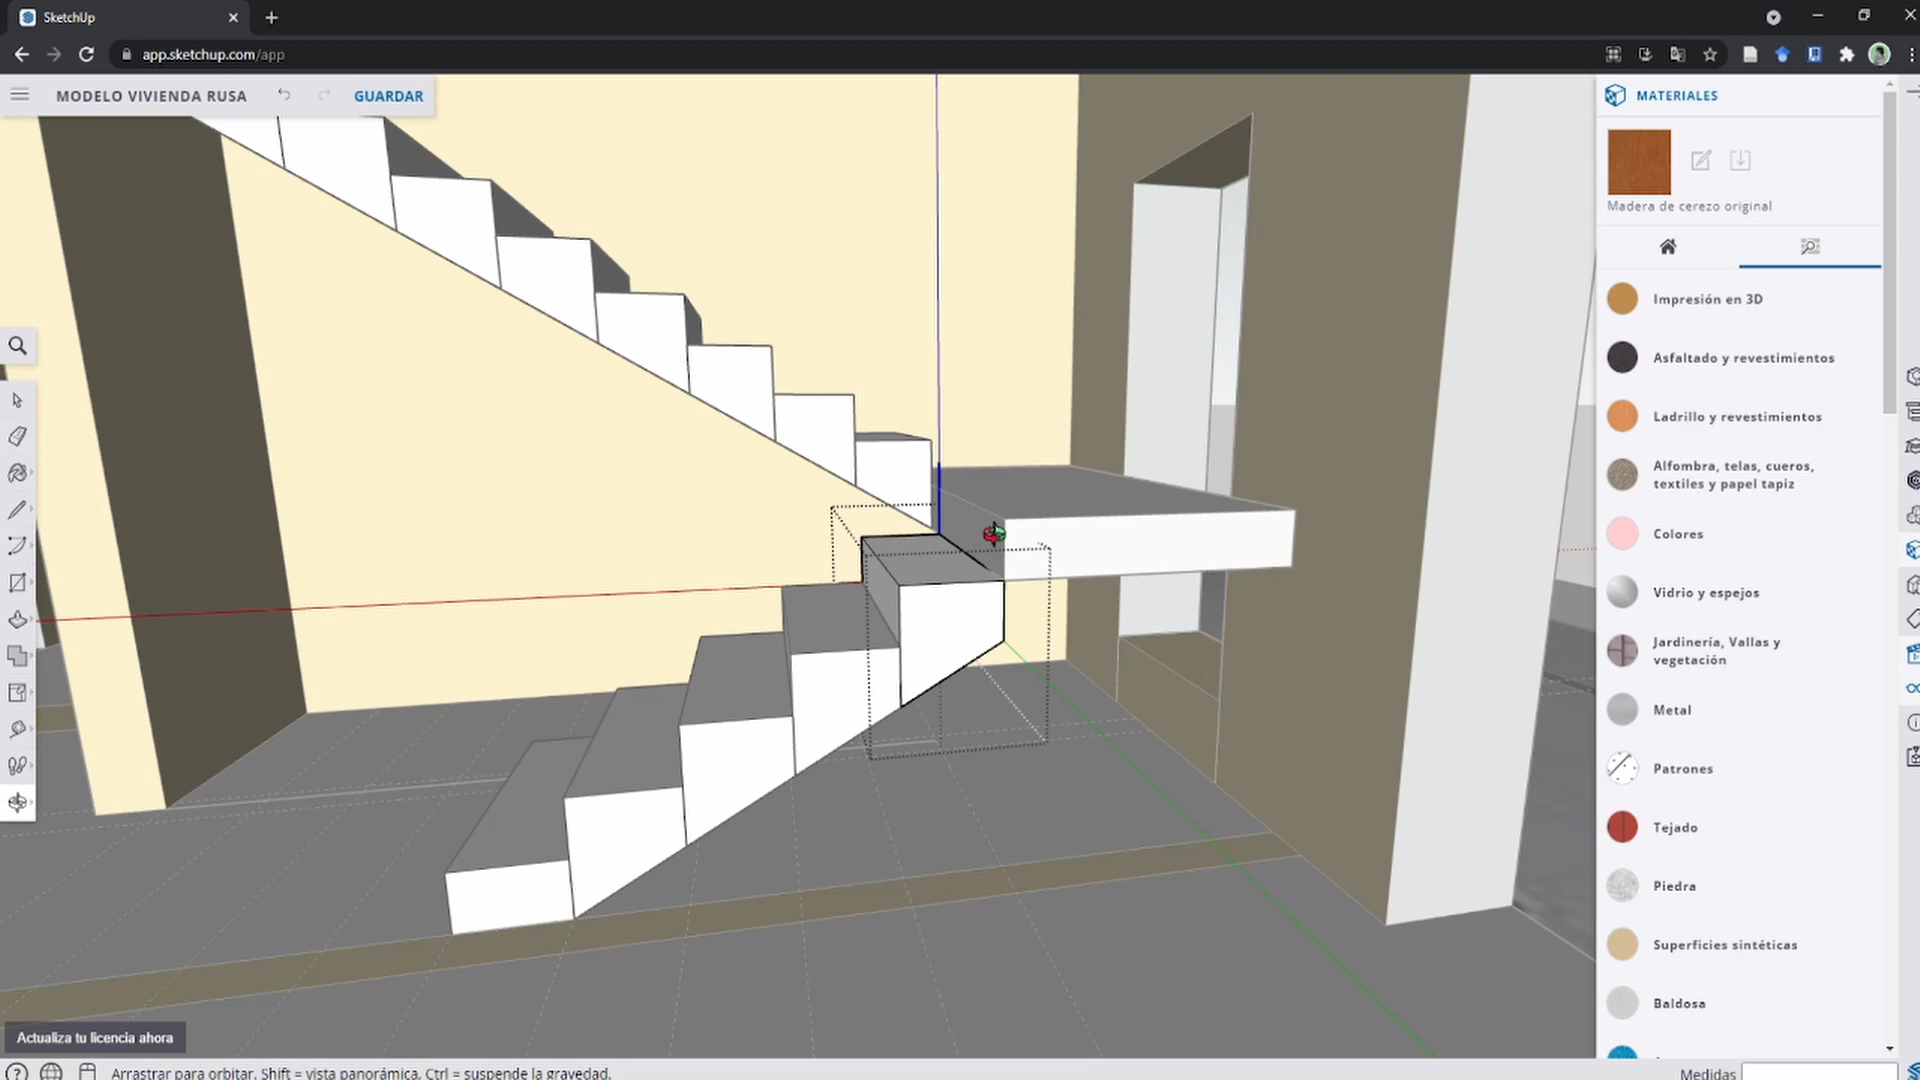 SketchUp
app.sketchup.com/app
MODELO VIVIENDA RUSA
GUARDAR
MATERIALES
Madera de cerezo original
Impresión en 3D
Asfaltado y revestimientos
Ladrillo y revestimientos
Alfombra, telas, cueros,
textiles y papel tapiz
Colores
Vidrio y espejos
Jardinería, Vallas y
vegetación
Metal
Patrones
Tejado
Piedra
Superficies sintéticas
Baldosa
Actualiza tu licencia ahora
Arrastrar para orbitar. Shift = vista panorámica, Ctrl = suspende la gravedad.
Medidas